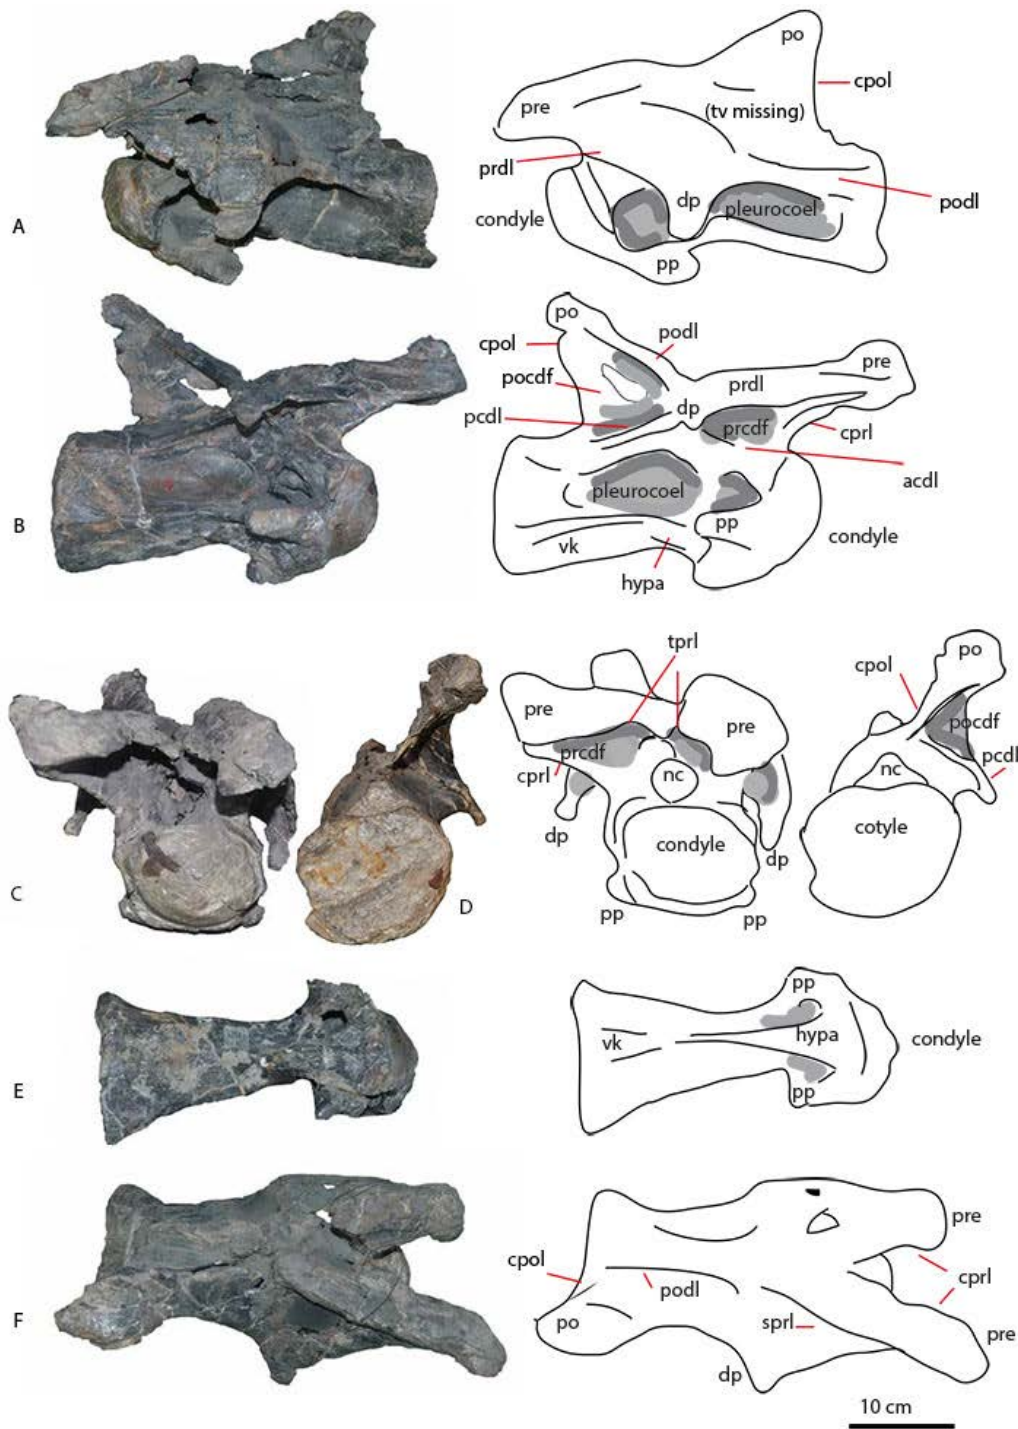 po
cpol
pre
(tv missing)
prdl
dp
pleurocoel
podl
condyle
A
pp
po
podl
cpol
pre
pocdf
prdl
dp
pcdl
prcdf
cprl
acdl
pleurocoel
pp
B
condyle
vk
hypa
tprl
cpol
po
pre
pre
pocdf
prcdf
pcdl
cprl
nc
nc
dp
condyle
dp
cotyle
C
D
pp
pp
pp
vk
hypa
condyle
E
pp
pre
cpol
podl
cprl
F
po
sprl
pre
dp
10 cm